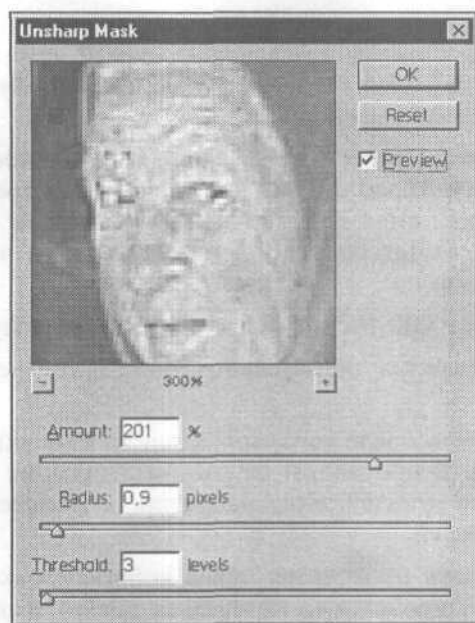 Unsharp Mask
OK
Reset
Preview
- 300% +
Amount: 201 %
Radius: 0,9 pixels
Threshold: 3 levels